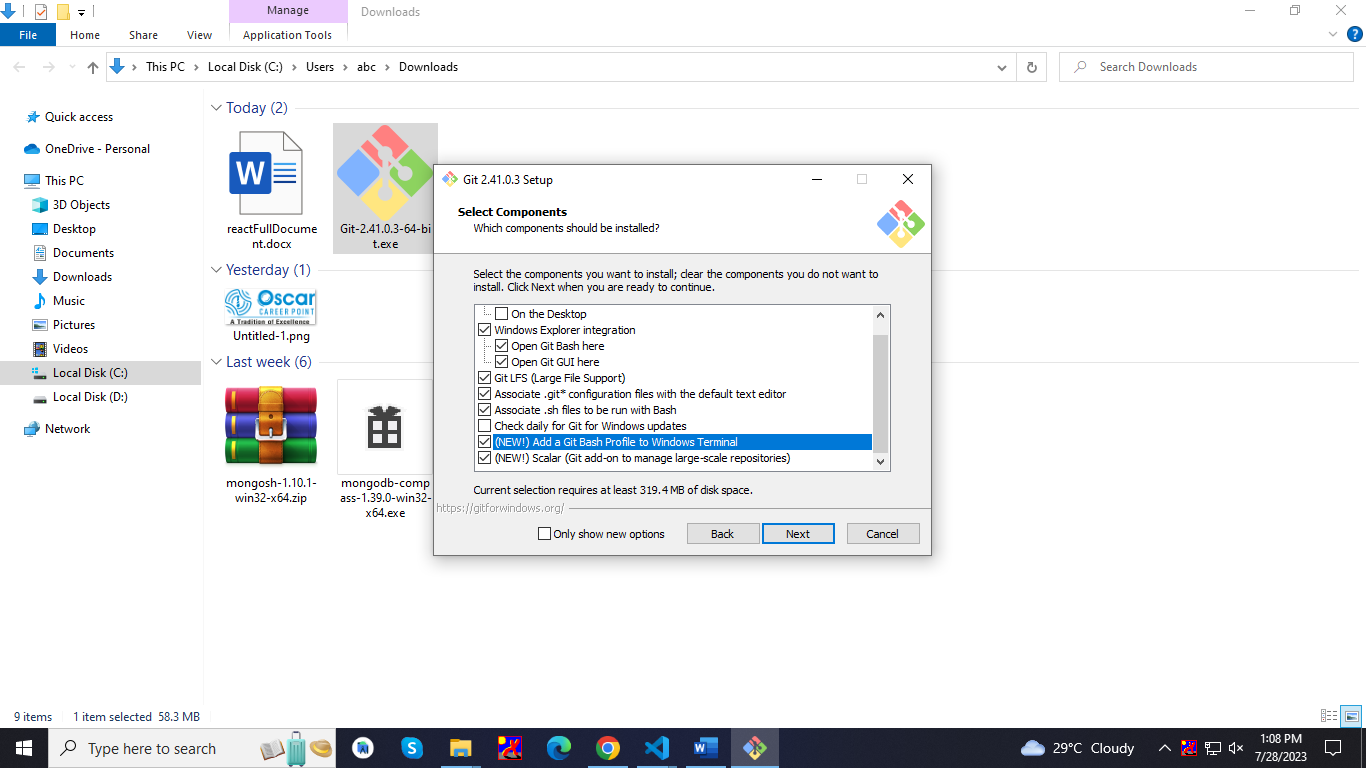 Manage
Downloads
File
Home
Share
View
Application Tools
This PC
Local Disk (C:)
Users
abc
Downloads
Search Downloads
Quick access
OneDrive - Personal
This PC
3D Objects
Desktop
Documents
Downloads
Music
Pictures
Videos
Local Disk (C:)
Local Disk (D:)
Network
Today (2)
W
reactFullDocume
nt.docx
Git-2.41.0.3-64-bi
t.exe
Yesterday (1)
Oscar
CAREER POINT
A Tradition of Excellence
Untitled-1.png
Last week (6)
mongosh-1.10.1-
win32-x64.zip
mongodb-comp
ass-1.39.0-win32-
x64.exe
Git 2.41.0.3 Setup
Select Components
Which components should be installed?
Select the components you want to install; clear the components you do not want to
install. Click Next when you are ready to continue.
On the Desktop
Windows Explorer integration
Open Git Bash here
Open Git GUI here
Git LFS (Large File Support)
Associate .git* configuration files with the default text editor
Associate .sh files to be run with Bash
Check daily for Git for Windows updates
(NEW!) Add a Git Bash Profile to Windows Terminal
(NEW!) Scalar (Git add-on to manage large-scale repositories)
Current selection requires at least 319.4 MB of disk space.
https://gitforwindows.org/
Only show new options
Back
Next
Cancel
9 items
1 item selected 58.3 MB
Type here to search
29°C Cloudy
1:08 PM
7/28/2023